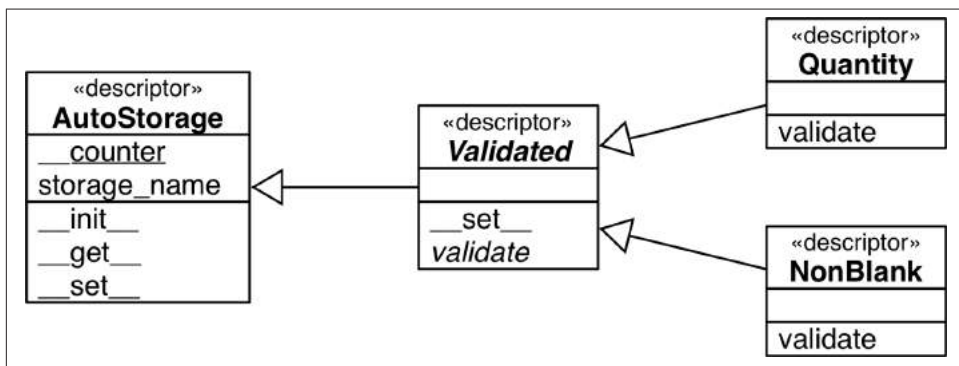 «descriptor»
AutoStorage
__counter
storage_name
__init__
__get__
__set__
«descriptor»
Validated
__set__
validate
«descriptor»
Quantity
validate
«descriptor»
NonBlank
validate